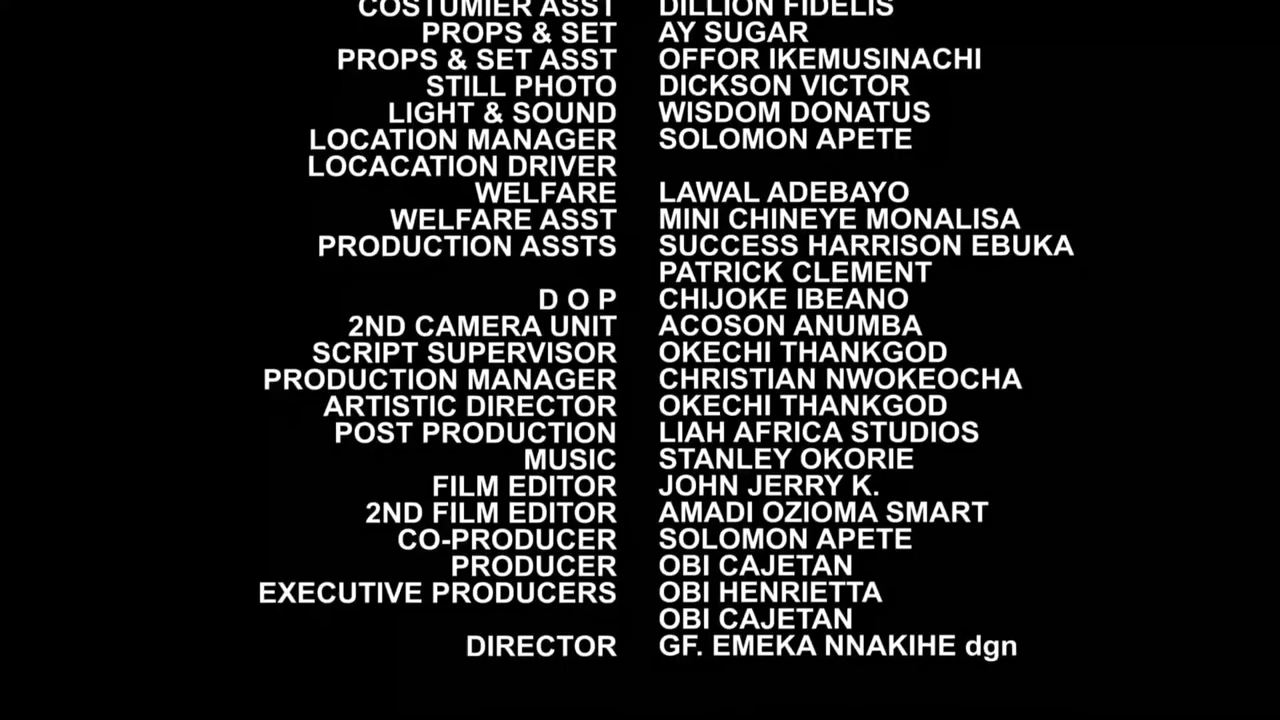 COSTUMIER ASST DILLION FIDELIS
PROPS & SET AY SUGAR
PROPS & SET ASST OFFOR IKEMUSINACHI
STILL PHOTO DICKSON VICTOR
LIGHT & SOUND WISDOM DONATUS
LOCATION MANAGER SOLOMON APETE
LOCACATION DRIVER
WELFARE LAWAL ADEBAYO
WELFARE ASST MINI CHINEYE MONALISA
PRODUCTION ASSTS SUCCESS HARRISON EBUKA
PATRICK CLEMENT
D O P CHIJOKE IBEANO
2ND CAMERA UNIT ACOSON ANUMBA
SCRIPT SUPERVISOR OKECHI THANKGOD
PRODUCTION MANAGER CHRISTIAN NWOKEOCHA
ARTISTIC DIRECTOR OKECHI THANKGOD
POST PRODUCTION LIAH AFRICA STUDIOS
MUSIC STANLEY OKORIE
FILM EDITOR JOHN JERRY K.
2ND FILM EDITOR AMADI OZIOMA SMART
CO-PRODUCER SOLOMON APETE
PRODUCER OBI CAJETAN
EXECUTIVE PRODUCERS OBI HENRIETTA
OBI CAJETAN
DIRECTOR GF. EMEKA NNAKIHE dgn